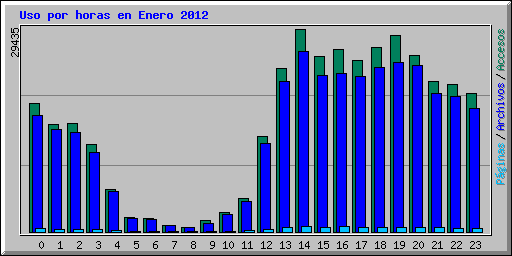 Uso por horas en Enero 2012
29435
Páginas / Archivos / Accesos
0 1 2 3 4 5 6 7 8 9 10 11 12 13 14 15 16 17 18 19 20 21 22 23